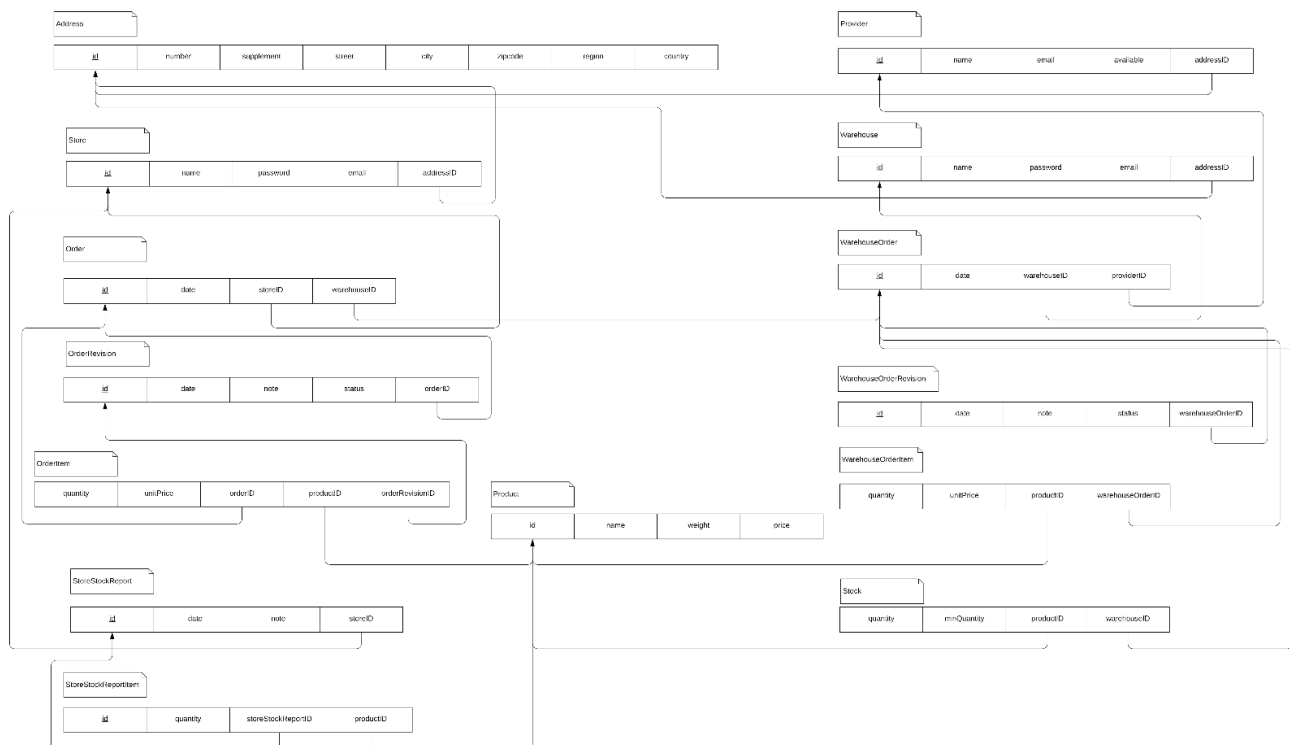 Address
id number supplement street city zipcode region country
Provider
id name email available addressID
Store
id name password email addressID
Warehouse
id name password email addressID
Order
id date storeID warehouseID
WarehouseOrder
id date warehouseID providerID
OrderRevision
id date note status orderID
WarehouseOrderRevision
id date note status warehouseOrderID
OrderItem
quantity unitPrice orderID productID orderRevisionID
WarehouseOrderItem
quantity unitPrice productID warehouseOrderID
Product
id name weight price
StoreStockReport
id date note storeID
Stock
quantity minQuantity productID warehouseID
StoreStockReportItem
id quantity storeStockReportID productID